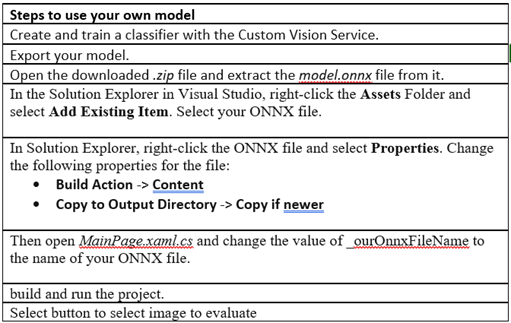 Steps to use your own model
Create and train a classifier with the Custom Vision Service.
Export your model.
Open the downloaded .zip file and extract the model.onnx file from it.
In the Solution Explorer in Visual Studio, right-click the Assets Folder and
select Add Existing Item. Select your ONNX file.
In Solution Explorer, right-click the ONNX file and select Properties. Change
the following properties for the file:
• Build Action -> Content
• Copy to Output Directory -> Copy if newer
Then open MainPage.xaml.cs and change the value of _ourOnnxFileName to
the name of your ONNX file.
build and run the project.
Select button to select image to evaluate